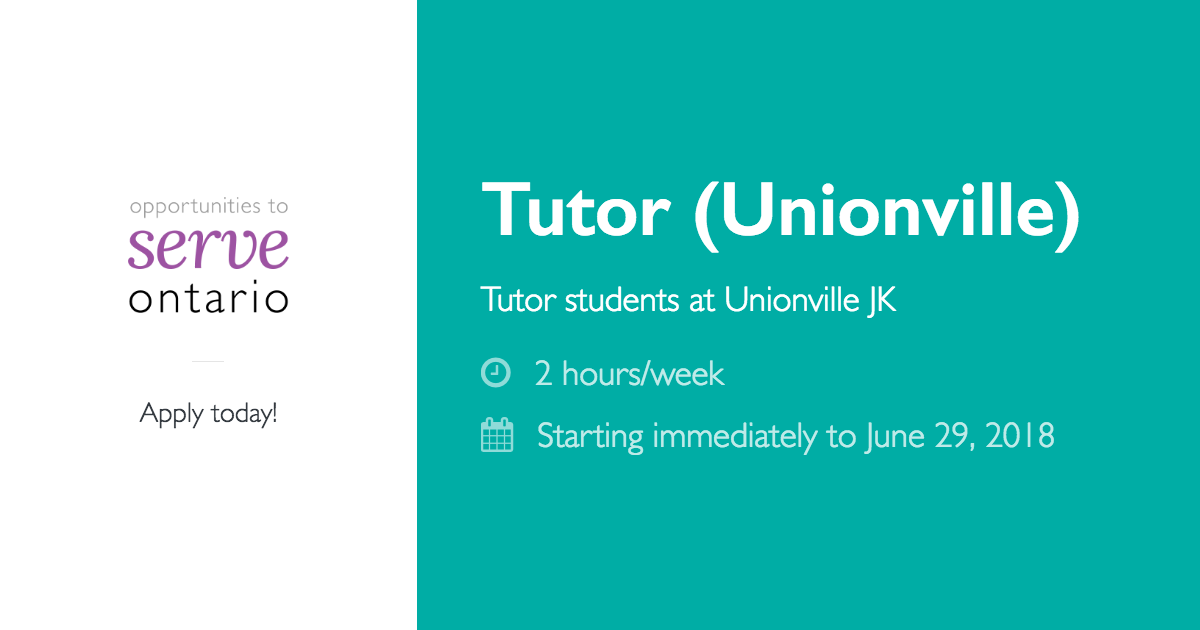 opportunities to
serve
ontario
Apply today!
Tutor (Unionville)
Tutor students at Unionville JK
2 hours/week
Starting immediately to June 29, 2018